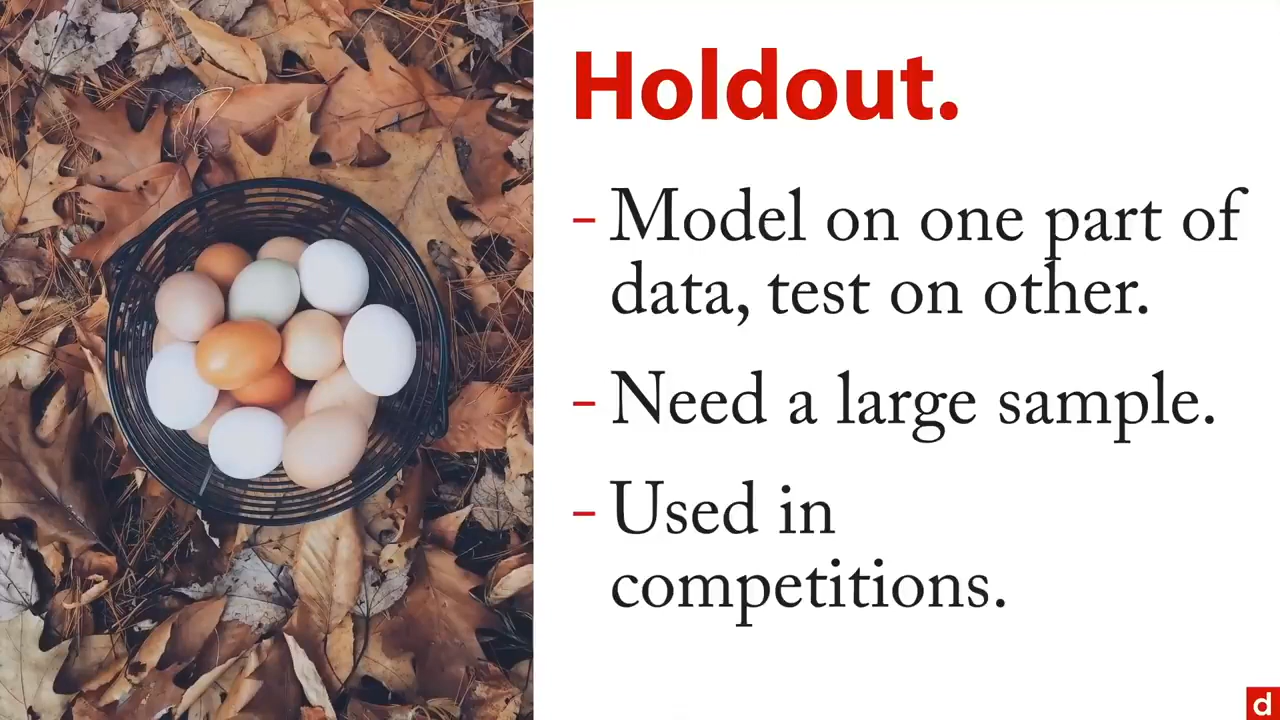 Holdout.
- Model on one part of
data, test on other.
- Need a large sample.
- Used in
competitions.
d